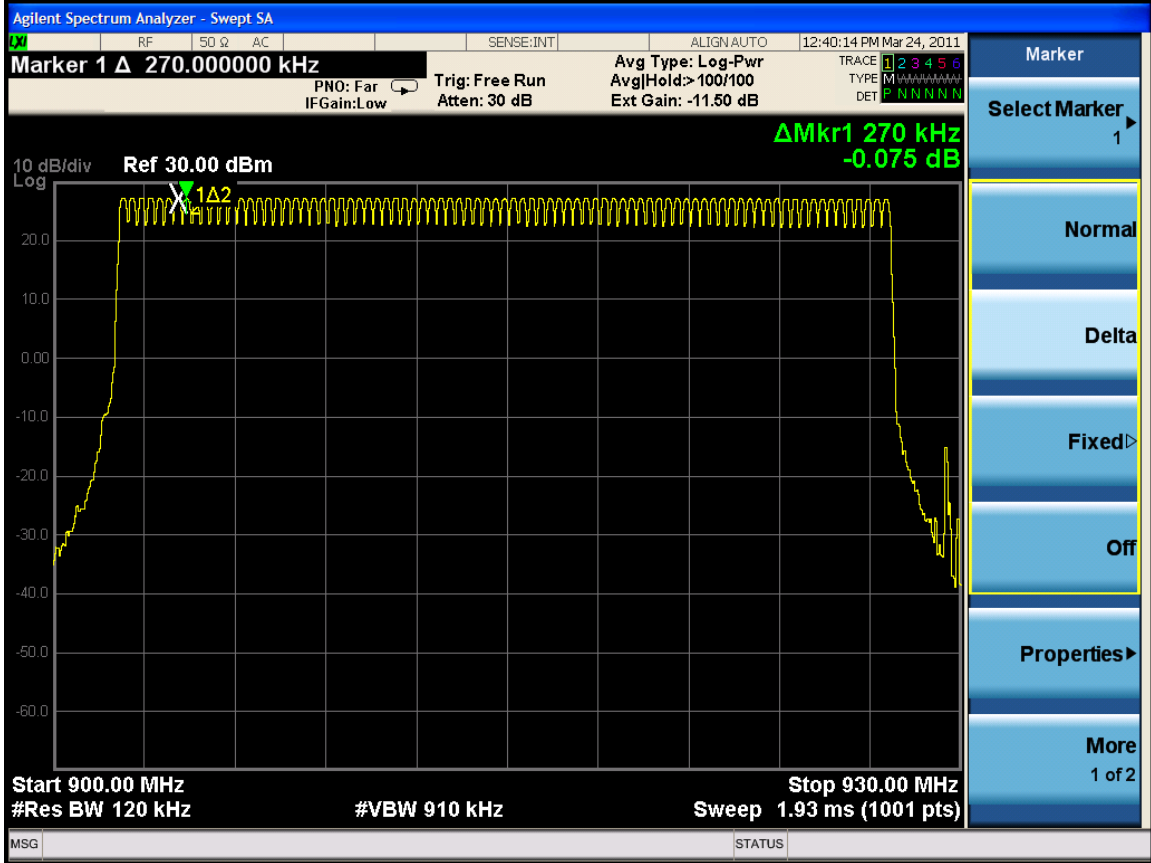 Agilent Spectrum Analyzer - Swept SA
LXI RF 50 Ω AC SENSE:INT ALIGN AUTO 12:40:14 PM Mar 24, 2011
Marker 1 Δ 270.000000 kHz
PNO: Far
IFGain:Low
Trig: Free Run
Atten: 30 dB
Avg Type: Log-Pwr
Avg|Hold:>100/100
Ext Gain: -11.50 dB
TRACE 1 2 3 4 5 6
TYPE M WWWWW
DET P N N N N N
ΔMkr1 270 kHz
-0.075 dB
10 dB/div Ref 30.00 dBm
Log
1Δ2
20.0
10.0
0.00
-10.0
-20.0
-30.0
-40.0
-50.0
-60.0
Start 900.00 MHz Stop 930.00 MHz
#Res BW 120 kHz #VBW 910 kHz Sweep 1.93 ms (1001 pts)
MSG STATUS
Marker
Select Marker
1
Normal
Delta
Fixed
Off
Properties
More
1 of 2